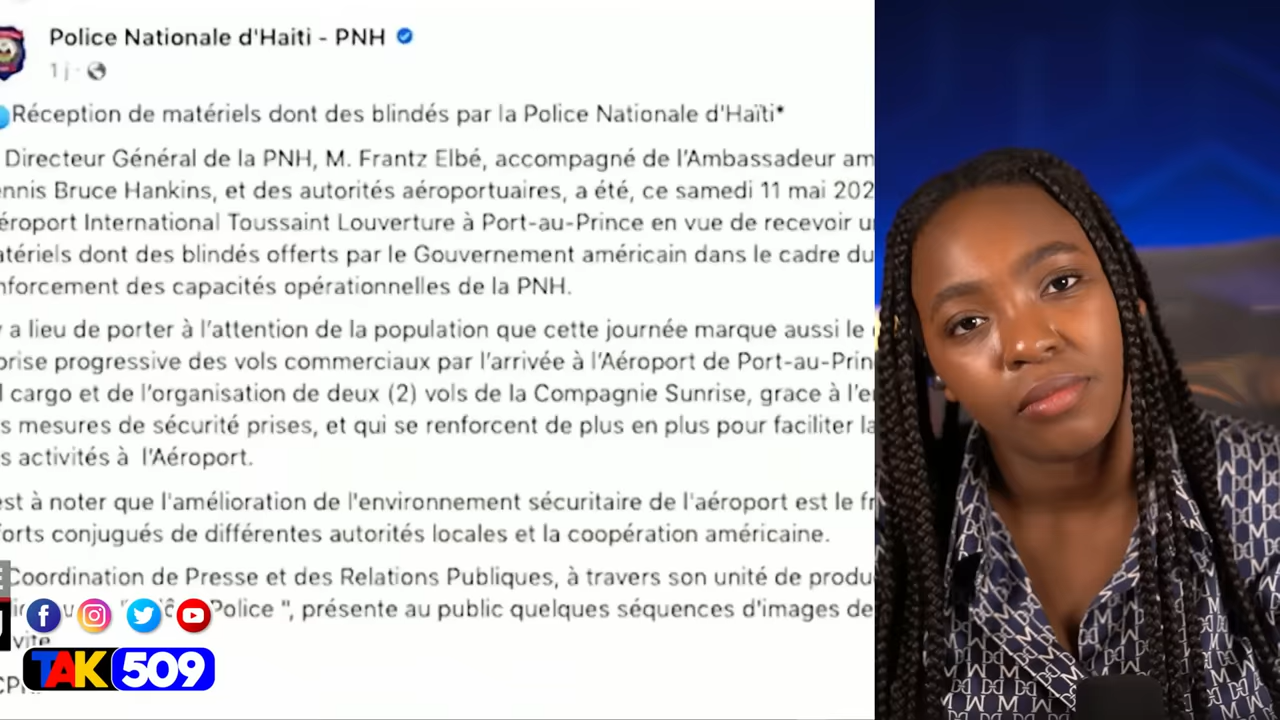 Police Nationale d'Haiti - PNH
1 j
Réception de matériels dont des blindés par la Police Nationale d'Haïti*
Directeur Général de la PNH, M. Frantz Elbé, accompagné de l'Ambassadeur am
ennis Bruce Hankins, et des autorités aéroportuaires, a été, ce samedi 11 mai 202
éroport International Toussaint Louverture à Port-au-Prince en vue de recevoir u
atériels dont des blindés offerts par le Gouvernement américain dans le cadre du
nforcement des capacités opérationnelles de la PNH.
y a lieu de porter à l'attention de la population que cette journée marque aussi le
prise progressive des vols commerciaux par l'arrivée à l'Aéroport de Port-au-Prin
l cargo et de l'organisation de deux (2) vols de la Compagnie Sunrise, grace à l'e
s mesures de sécurité prises, et qui se renforcent de plus en plus pour faciliter la
s activités à l'Aéroport.
est à noter que l'amélioration de l'environnement sécuritaire de l'aéroport est le fr
forts conjugués de différentes autorités locales et la coopération américaine.
Coordination de Presse et des Relations Publiques, à travers son unité de produ
Police ", présente au public quelques séquences d'images de
vité
TAK 509